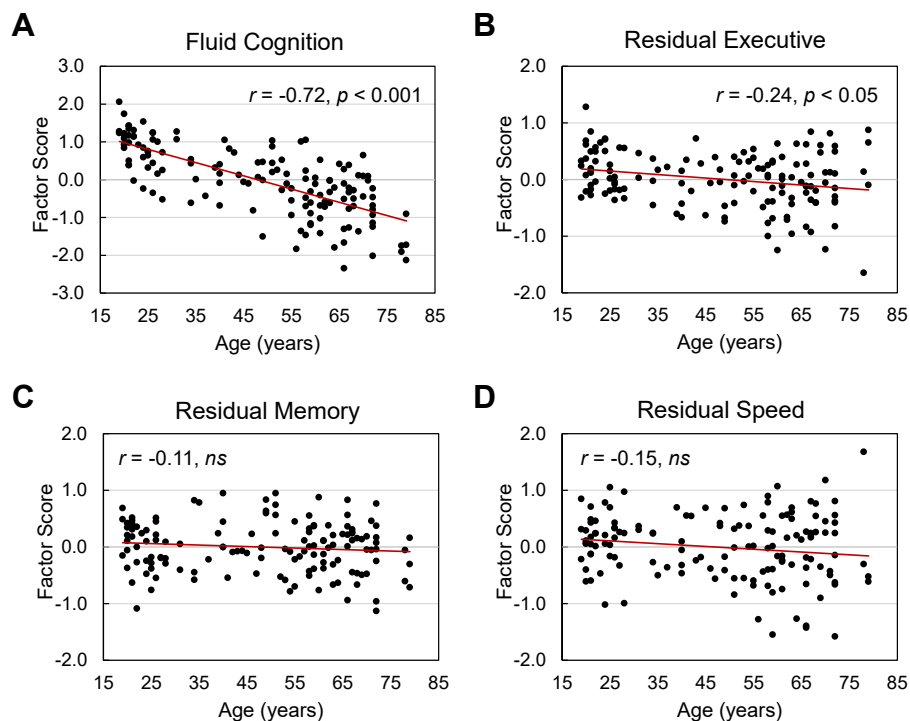 A
Fluid Cognition
r = -0.72, p < 0.001
Factor Score
3.0
2.0
1.0
0.0
-1.0
-2.0
-3.0
15 25 35 45 55 65 75 85
Age (years)
B
Residual Executive
r = -0.24, p < 0.05
Factor Score
2.0
1.0
0.0
-1.0
-2.0
15 25 35 45 55 65 75 85
Age (years)
C
Residual Memory
r = -0.11, ns
Factor Score
2.0
1.0
0.0
-1.0
-2.0
15 25 35 45 55 65 75 85
Age (years)
D
Residual Speed
r = -0.15, ns
Factor Score
2.0
1.0
0.0
-1.0
-2.0
15 25 35 45 55 65 75 85
Age (years)